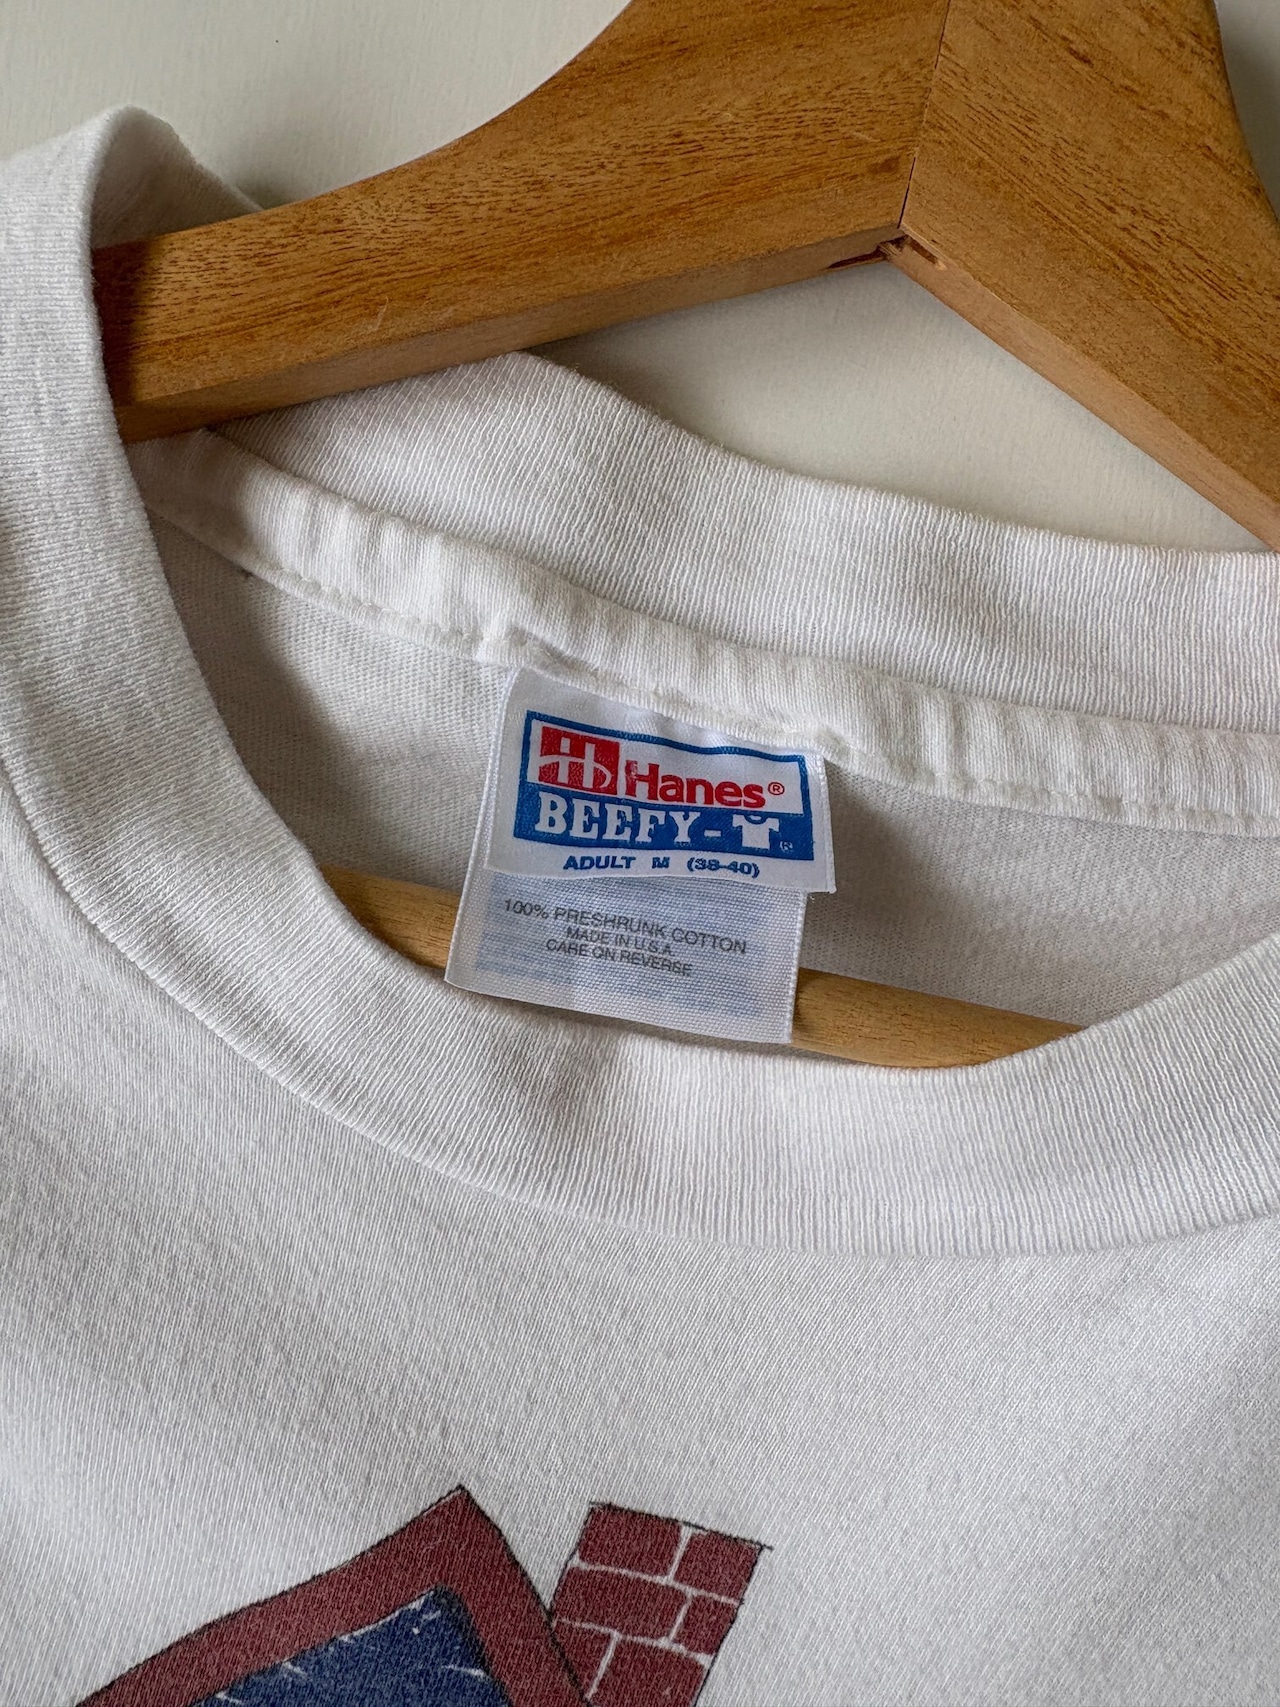 Hanes®
BEEFY-T®
ADULT M (38-40)
100% PRESHRUNK COTTON
MADE IN U.S.A
CARE ON REVERSE